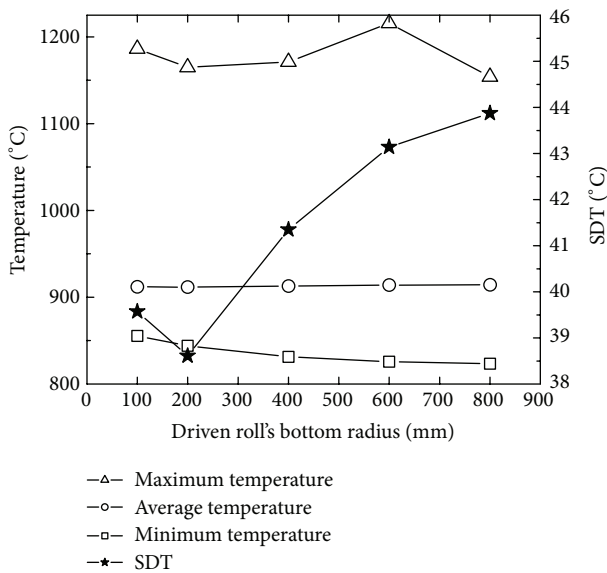 1200
1100
1000
900
800
Temperature (°C)
46
45
44
43
42
41
40
39
38
SDT (°C)
0 100 200 300 400 500 600 700 800 900
Driven roll's bottom radius (mm)
Maximum temperature
Average temperature
Minimum temperature
SDT